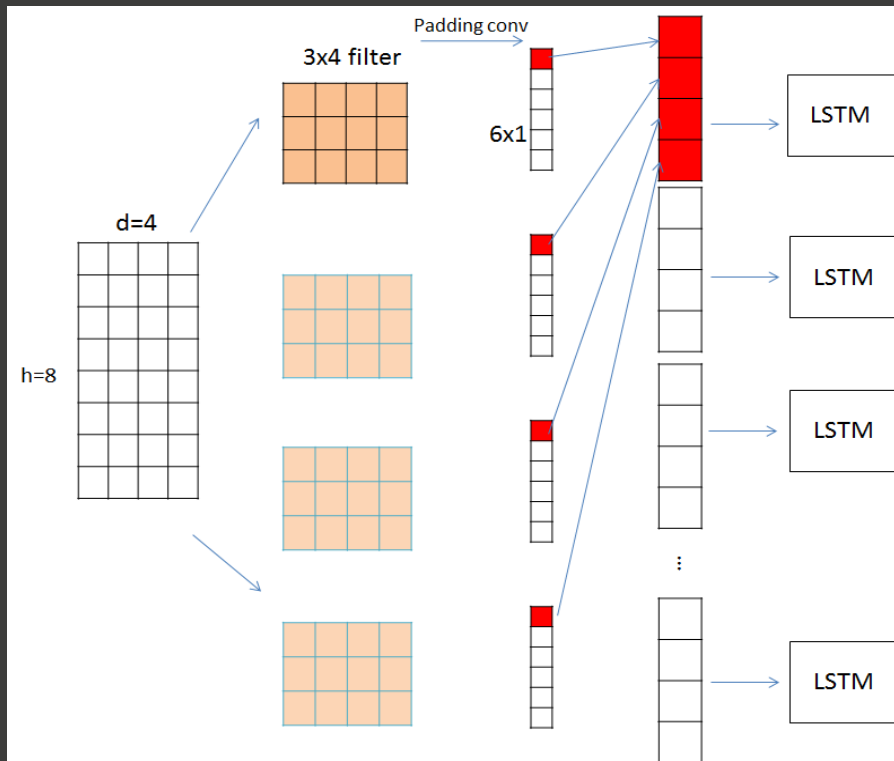 Padding conv
3x4 filter
6x1
d=4
h=8
LSTM
LSTM
LSTM
...
LSTM